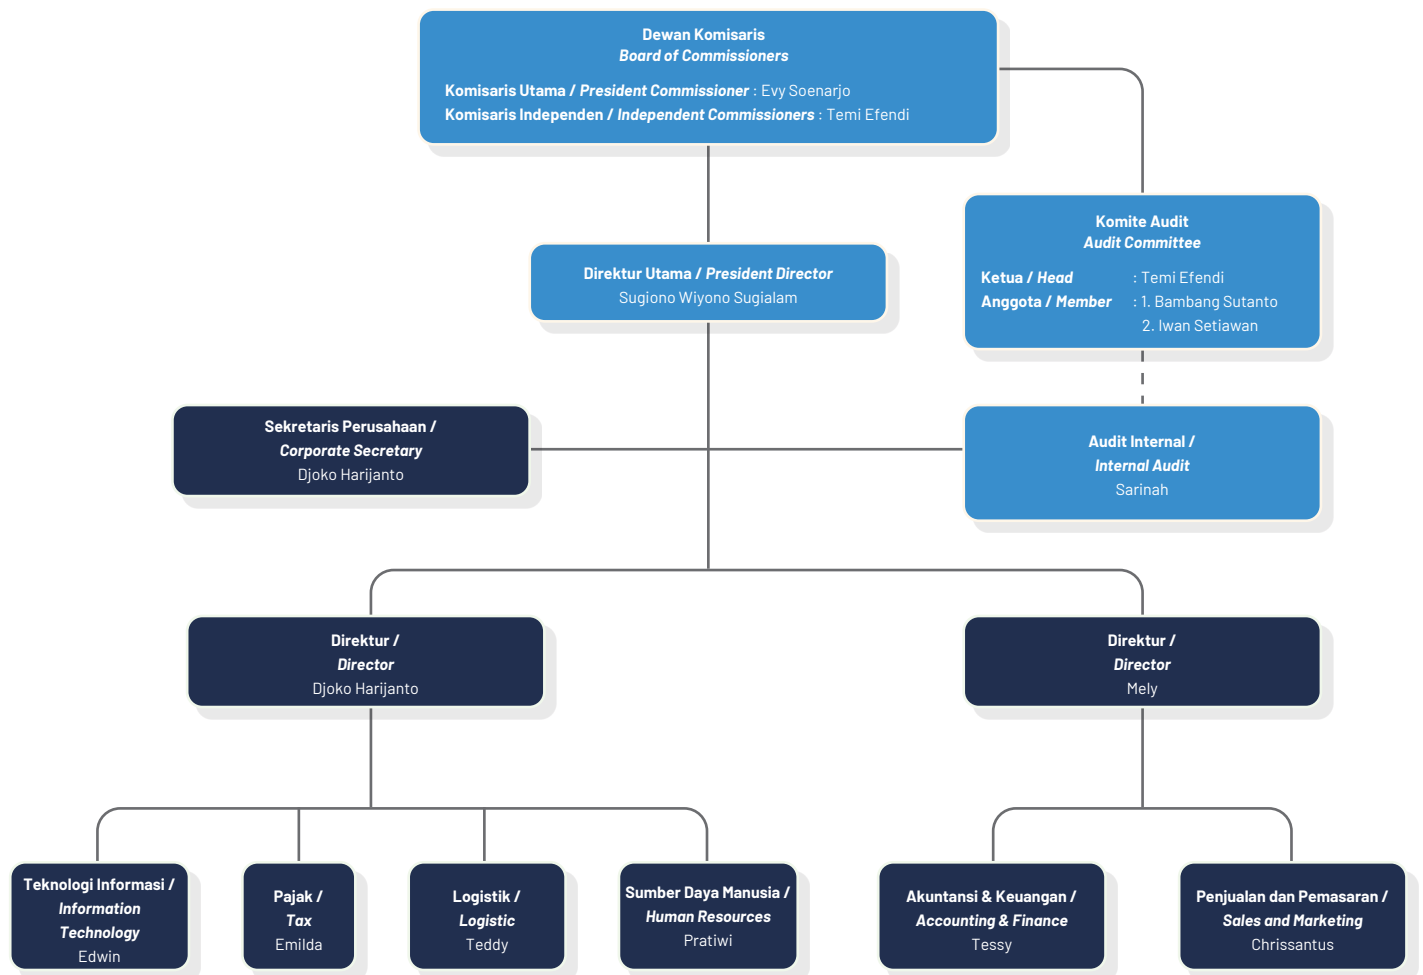 Dewan Komisaris
Board of Commissioners
Komisaris Utama / President Commissioner : Evy Soenarjo
Komisaris Independen / Independent Commissioners : Temi Efendi
Komite Audit
Audit Committee
Ketua / Head : Temi Efendi
Anggota / Member : 1. Bambang Sutanto
2. Iwan Setiawan
Direktur Utama / President Director
Sugiono Wiyono Sugialam
Sekretaris Perusahaan /
Corporate Secretary
Djoko Harijanto
Audit Internal /
Internal Audit
Sarinah
Direktur /
Director
Djoko Harijanto
Direktur /
Director
Mely
Teknologi Informasi /
Information
Technology
Edwin
Pajak /
Tax
Emilda
Logistik /
Logistic
Teddy
Sumber Daya Manusia /
Human Resources
Pratiwi
Akuntansi & Keuangan /
Accounting & Finance
Tessy
Penjualan dan Pemasaran /
Sales and Marketing
Chrissantus